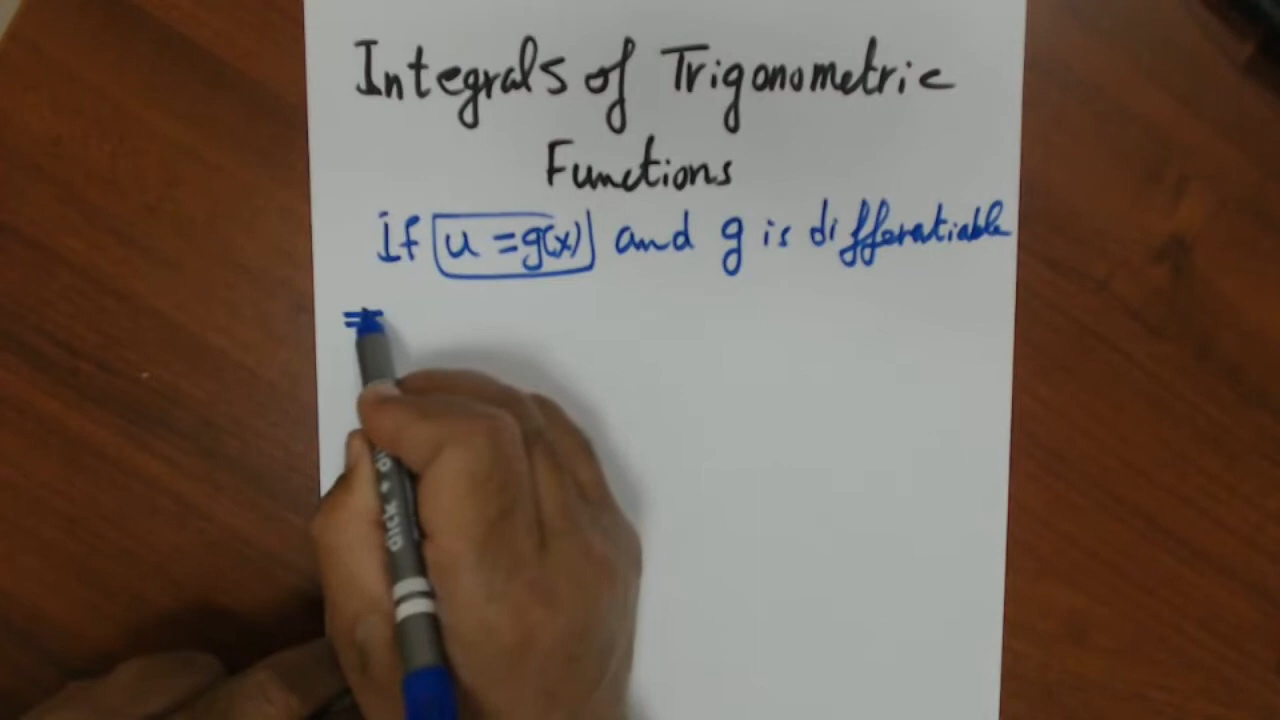 Integrals of Trigonometric
Functions
If u = g(x) and g is differatiable
=